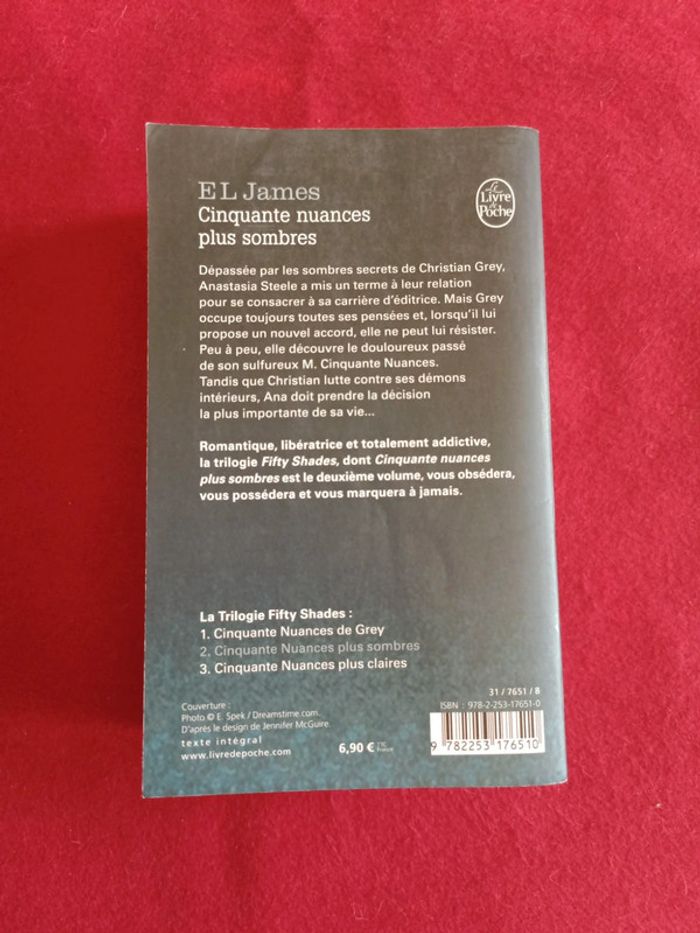 E L James
Le
Livre
de
Poche
Cinquante nuances
plus sombres
Dépassée par les sombres secrets de Christian Grey,
Anastasia Steele a mis un terme à leur relation
pour se consacrer à sa carrière d'éditrice. Mais Grey
occupe toujours toutes ses pensées et, lorsqu'il lui
propose un nouvel accord, elle ne peut lui résister.
Peu à peu, elle découvre le douloureux passé
de son sulfureux M. Cinquante Nuances.
Tandis que Christian lutte contre ses démons
intérieurs, Ana doit prendre la décision
la plus importante de sa vie...
Romantique, libératrice et totalement addictive,
la trilogie Fifty Shades, dont Cinquante nuances
plus sombres est le deuxième volume, vous obsédera,
vous possédera et vous marquera à jamais.
La Trilogie Fifty Shades :
1. Cinquante Nuances de Grey
2. Cinquante Nuances plus sombres
3. Cinquante Nuances plus claires
Couverture :
Photo © E. Spek / Dreamstime.com.
D'après le design de Jennifer McGuire.
texte intégral
www.livredepoche.com
6,90 € TTC
France
31 / 7651 / 8
ISBN : 978-2-253-17651-0
9 782253 176510